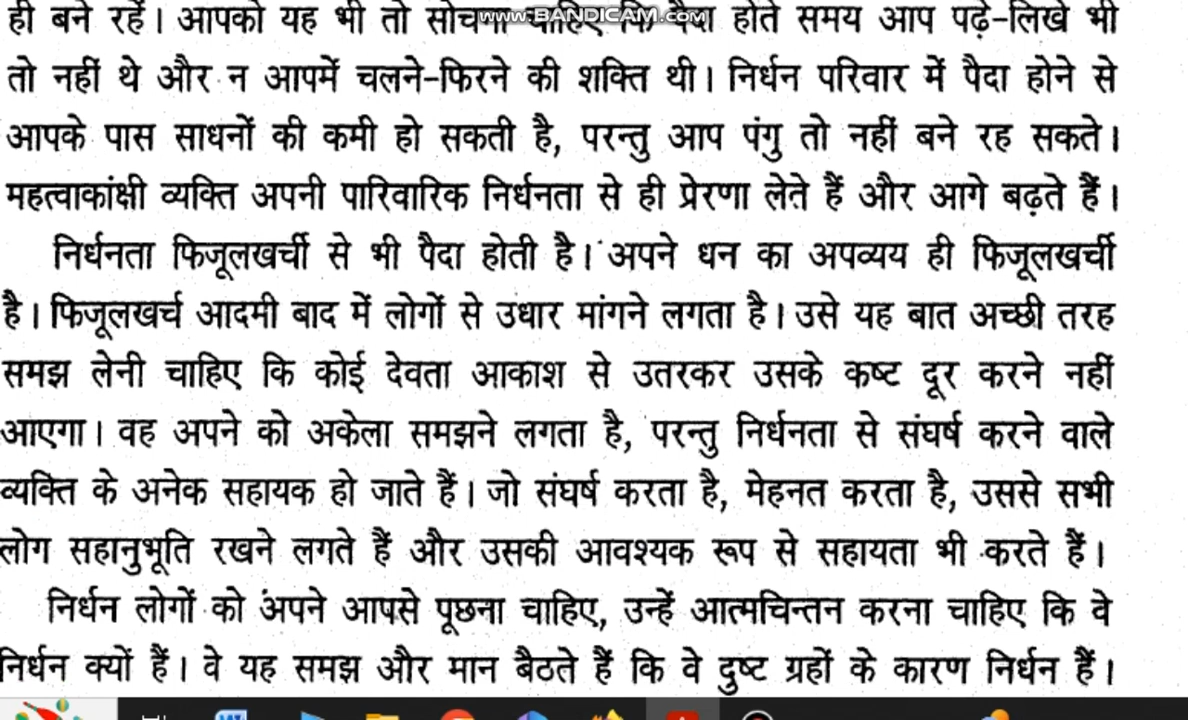 www.BANDICAM.com
ही बने रहें। आपको यह भी तो सोचना चाहिए कि पैदा होते समय आप पढ़े-लिखे भी
तो नहीं थे और न आपमें चलने-फिरने की शक्ति थी। निर्धन परिवार में पैदा होने से
आपके पास साधनों की कमी हो सकती है, परन्तु आप पंगु तो नहीं बने रह सकते।
महत्वाकांक्षी व्यक्ति अपनी पारिवारिक निर्धनता से ही प्रेरणा लेते हैं और आगे बढ़ते हैं।
निर्धनता फिजूलखर्ची से भी पैदा होती है। अपने धन का अपव्यय ही फिजूलखर्ची
है। फिजूलखर्च आदमी बाद में लोगों से उधार मांगने लगता है। उसे यह बात अच्छी तरह
समझ लेनी चाहिए कि कोई देवता आकाश से उतरकर उसके कष्ट दूर करने नहीं
आएगा। वह अपने को अकेला समझने लगता है, परन्तु निर्धनता से संघर्ष करने वाले
व्यक्ति के अनेक सहायक हो जाते हैं। जो संघर्ष करता है, मेहनत करता है, उससे सभी
लोग सहानुभूति रखने लगते हैं और उसकी आवश्यक रूप से सहायता भी करते हैं।
निर्धन लोगों को अपने आपसे पूछना चाहिए, उन्हें आत्मचिन्तन करना चाहिए कि वे
निर्धन क्यों हैं। वे यह समझ और मान बैठते हैं कि वे दुष्ट ग्रहों के कारण निर्धन हैं।